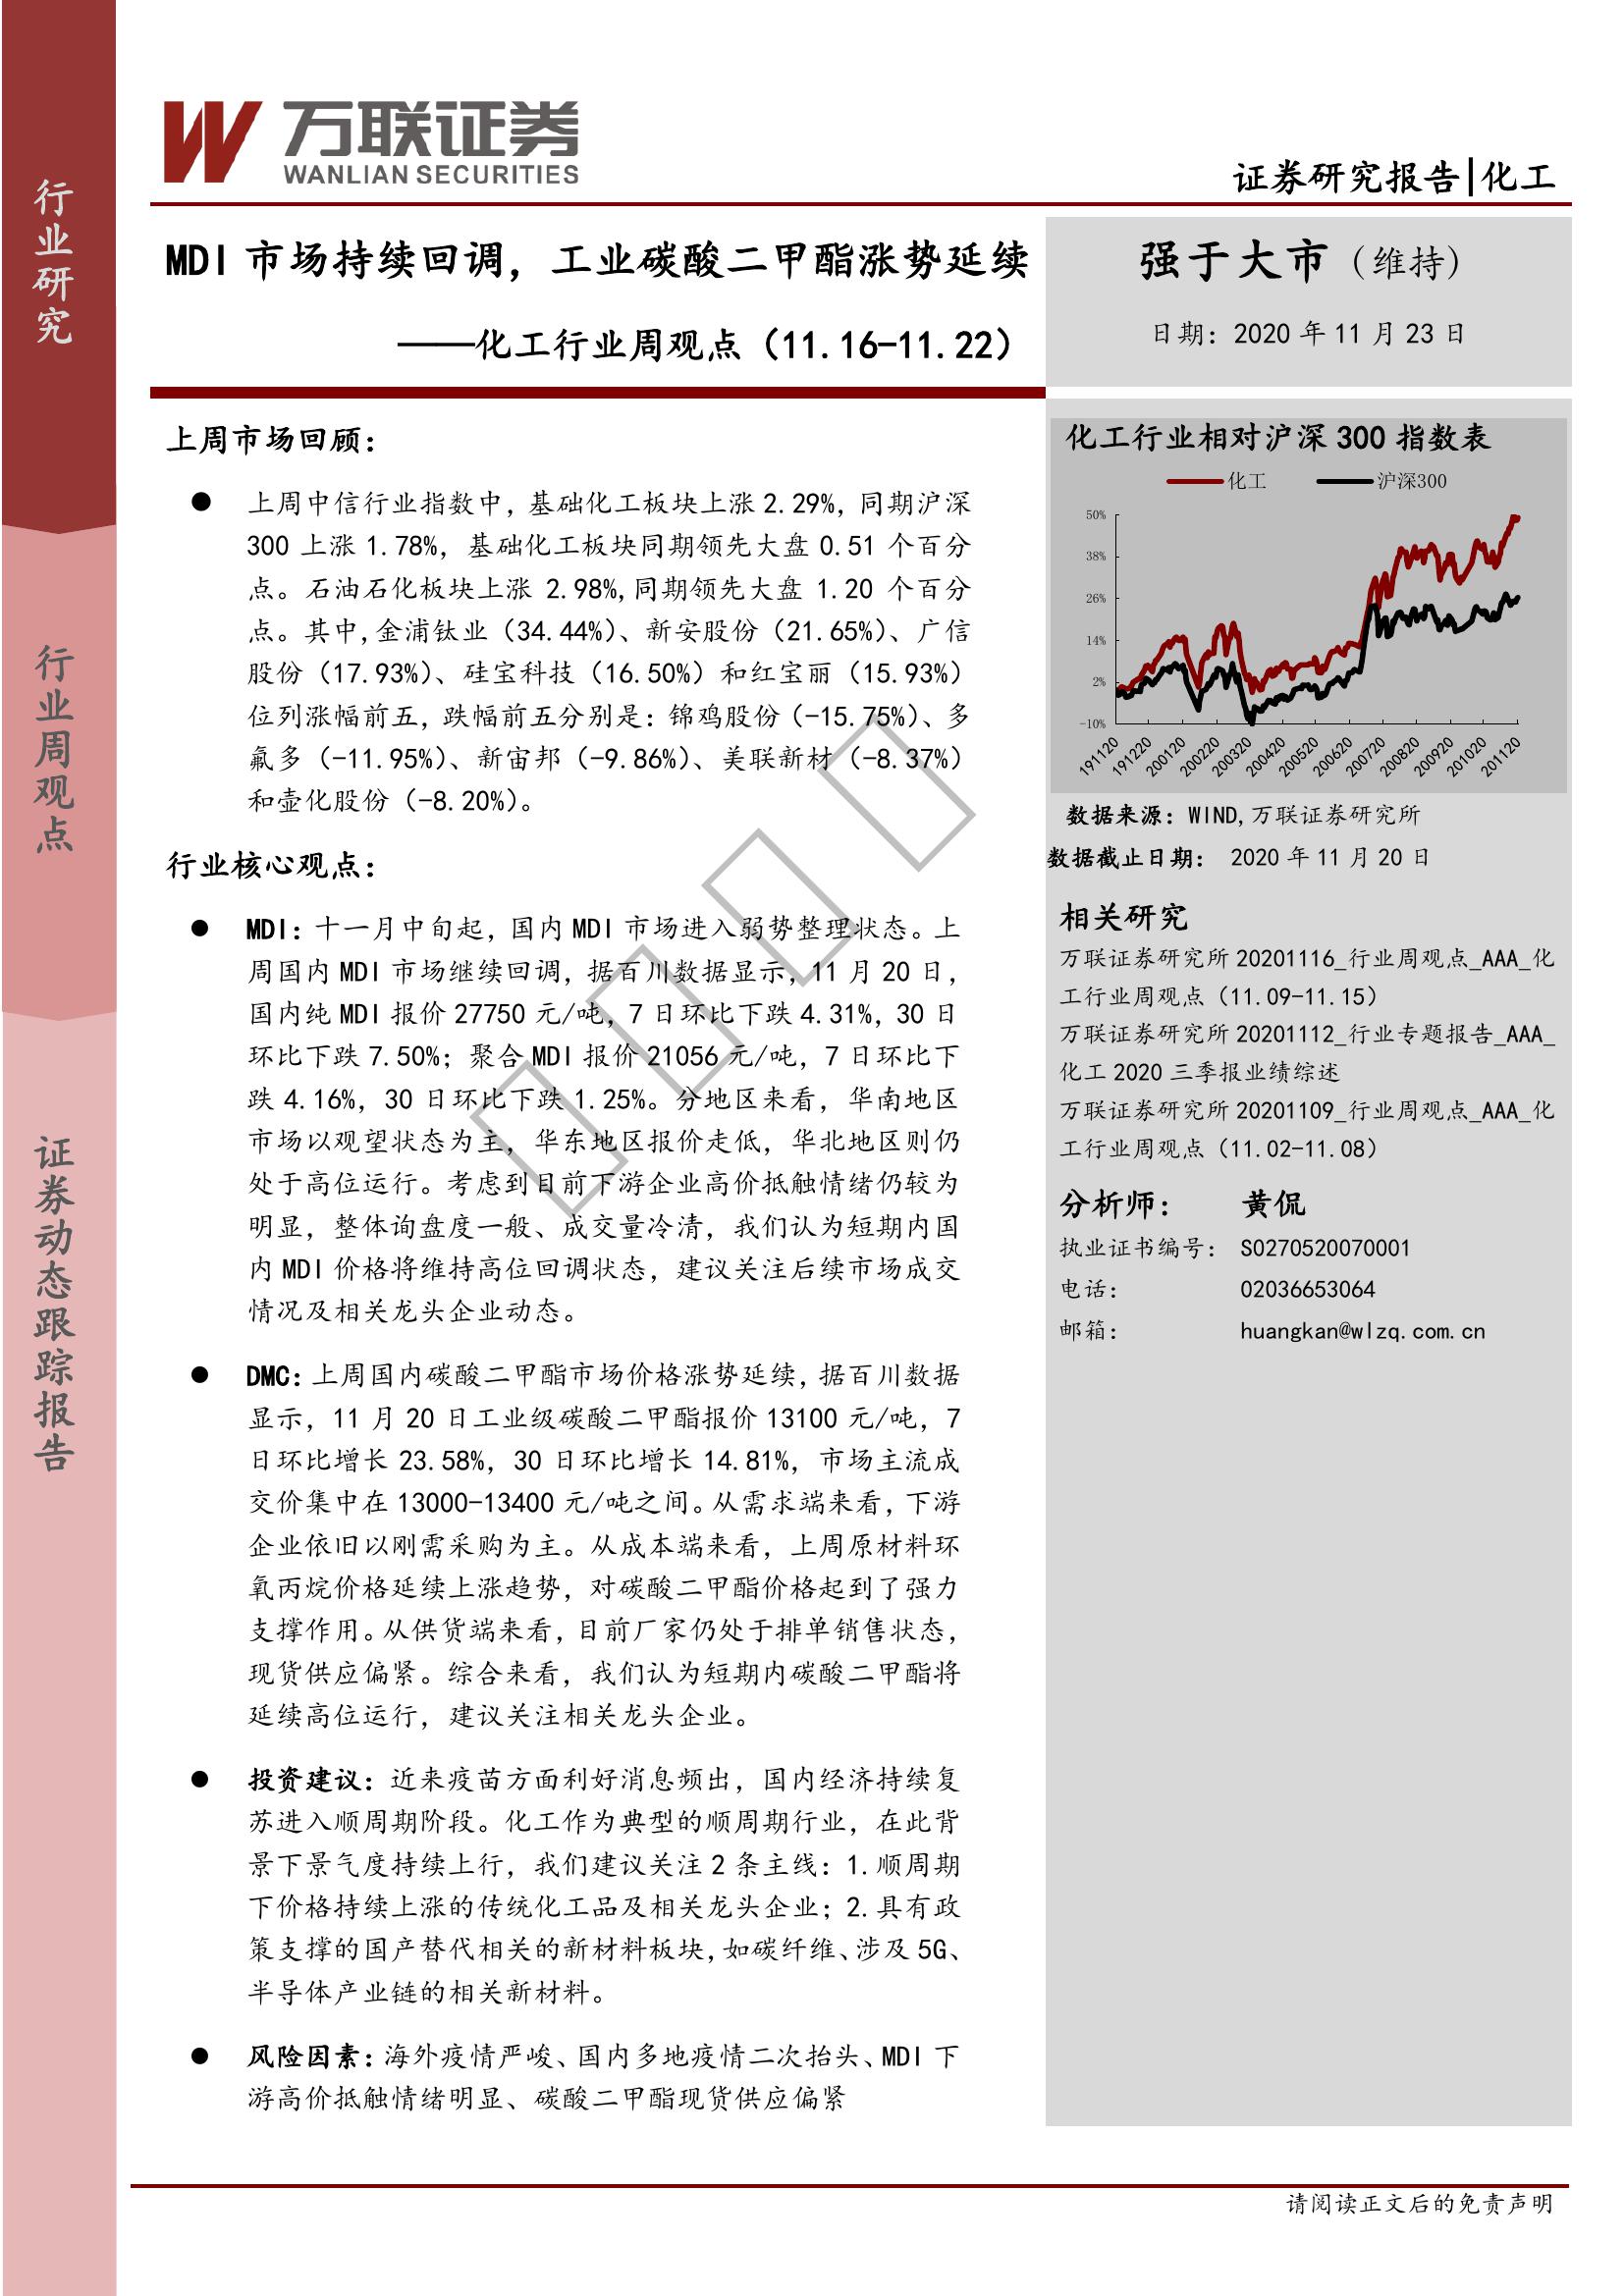 行业研究
行业周观点
证券动态跟踪报告
万联证券
WANLIAN SECURITIES
证券研究报告|化工
MDI 市场持续回调，工业碳酸二甲酯涨势延续
——化工行业周观点（11.16-11.22）
强于大市（维持）
日期：2020 年 11 月 23 日
上周市场回顾：
● 上周中信行业指数中，基础化工板块上涨 2.29%，同期沪深
300 上涨 1.78%，基础化工板块同期领先大盘 0.51 个百分
点。石油石化板块上涨 2.98%,同期领先大盘 1.20 个百分
点。其中,金浦钛业（34.44%）、新安股份（21.65%）、广信
股份（17.93%）、硅宝科技（16.50%）和红宝丽（15.93%）
位列涨幅前五，跌幅前五分别是：锦鸡股份（-15.75%）、多
氟多（-11.95%）、新宙邦（-9.86%）、美联新材（-8.37%）
和壶化股份（-8.20%）。
行业核心观点：
● MDI：十一月中旬起，国内 MDI 市场进入弱势整理状态。上
周国内 MDI 市场继续回调，据百川数据显示，11 月 20 日，
国内纯 MDI 报价 27750 元/吨，7 日环比下跌 4.31%，30 日
环比下跌 7.50%；聚合 MDI 报价 21056 元/吨，7 日环比下
跌 4.16%，30 日环比下跌 1.25%。分地区来看，华南地区
市场以观望状态为主，华东地区报价走低，华北地区则仍
处于高位运行。考虑到目前下游企业高价抵触情绪仍较为
明显，整体询盘度一般、成交量冷清，我们认为短期内国
内 MDI 价格将维持高位回调状态，建议关注后续市场成交
情况及相关龙头企业动态。
● DMC：上周国内碳酸二甲酯市场价格涨势延续，据百川数据
显示，11 月 20 日工业级碳酸二甲酯报价 13100 元/吨，7
日环比增长 23.58%，30 日环比增长 14.81%，市场主流成
交价集中在 13000-13400 元/吨之间。从需求端来看，下游
企业依旧以刚需采购为主。从成本端来看，上周原材料环
氧丙烷价格延续上涨趋势，对碳酸二甲酯价格起到了强力
支撑作用。从供货端来看，目前厂家仍处于排单销售状态，
现货供应偏紧。综合来看，我们认为短期内碳酸二甲酯将
延续高位运行，建议关注相关龙头企业。
● 投资建议：近来疫苗方面利好消息频出，国内经济持续复
苏进入顺周期阶段。化工作为典型的顺周期行业，在此背
景下景气度持续上行，我们建议关注 2 条主线：1.顺周期
下价格持续上涨的传统化工品及相关龙头企业；2.具有政
策支撑的国产替代相关的新材料板块，如碳纤维、涉及 5G、
半导体产业链的相关新材料。
● 风险因素：海外疫情严峻、国内多地疫情二次抬头、MDI 下
游高价抵触情绪明显、碳酸二甲酯现货供应偏紧
化工行业相对沪深 300 指数表
化工 沪深300
50%
38%
26%
14%
2%
-10%
191120 191220 200120 200220 200320 200420 200520 200620 200720 200820 200920 201020 201120
数据来源：WIND,万联证券研究所
数据截止日期： 2020 年 11 月 20 日
相关研究
万联证券研究所 20201116_行业周观点_AAA_化
工行业周观点（11.09-11.15）
万联证券研究所 20201112_行业专题报告_AAA_
化工 2020 三季报业绩综述
万联证券研究所 20201109_行业周观点_AAA_化
工行业周观点（11.02-11.08）
分析师： 黄侃
执业证书编号： S0270520070001
电话： 02036653064
邮箱： huangkan@wlzq.com.cn
请阅读正文后的免责声明